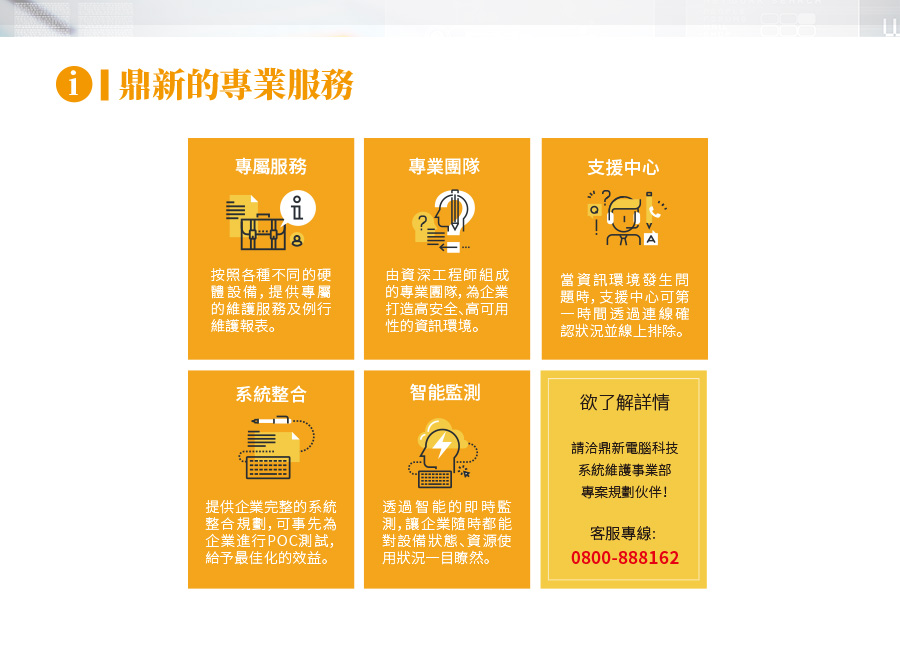 鼎新的專業服務
專屬服務
按照各種不同的硬
體設備，提供專屬
的維護服務及例行
維護報表。
專業團隊
由資深工程師組成
的專業團隊，為企業
打造高安全、高可用
性的資訊環境。
支援中心
當資訊環境發生問
題時，支援中心可第
一時間透過連線確
認狀況並線上排除。
系統整合
提供企業完整的系統
整合規劃，可事先為
企業進行POC測試，
給予最佳化的效益。
智能監測
透過智能的即時監
測，讓企業隨時都能
對設備狀態、資源使
用狀況一目瞭然。
欲了解詳情
請洽鼎新電腦科技
系統維護事業部
專案規劃伙伴！
客服專線:
0800-888162